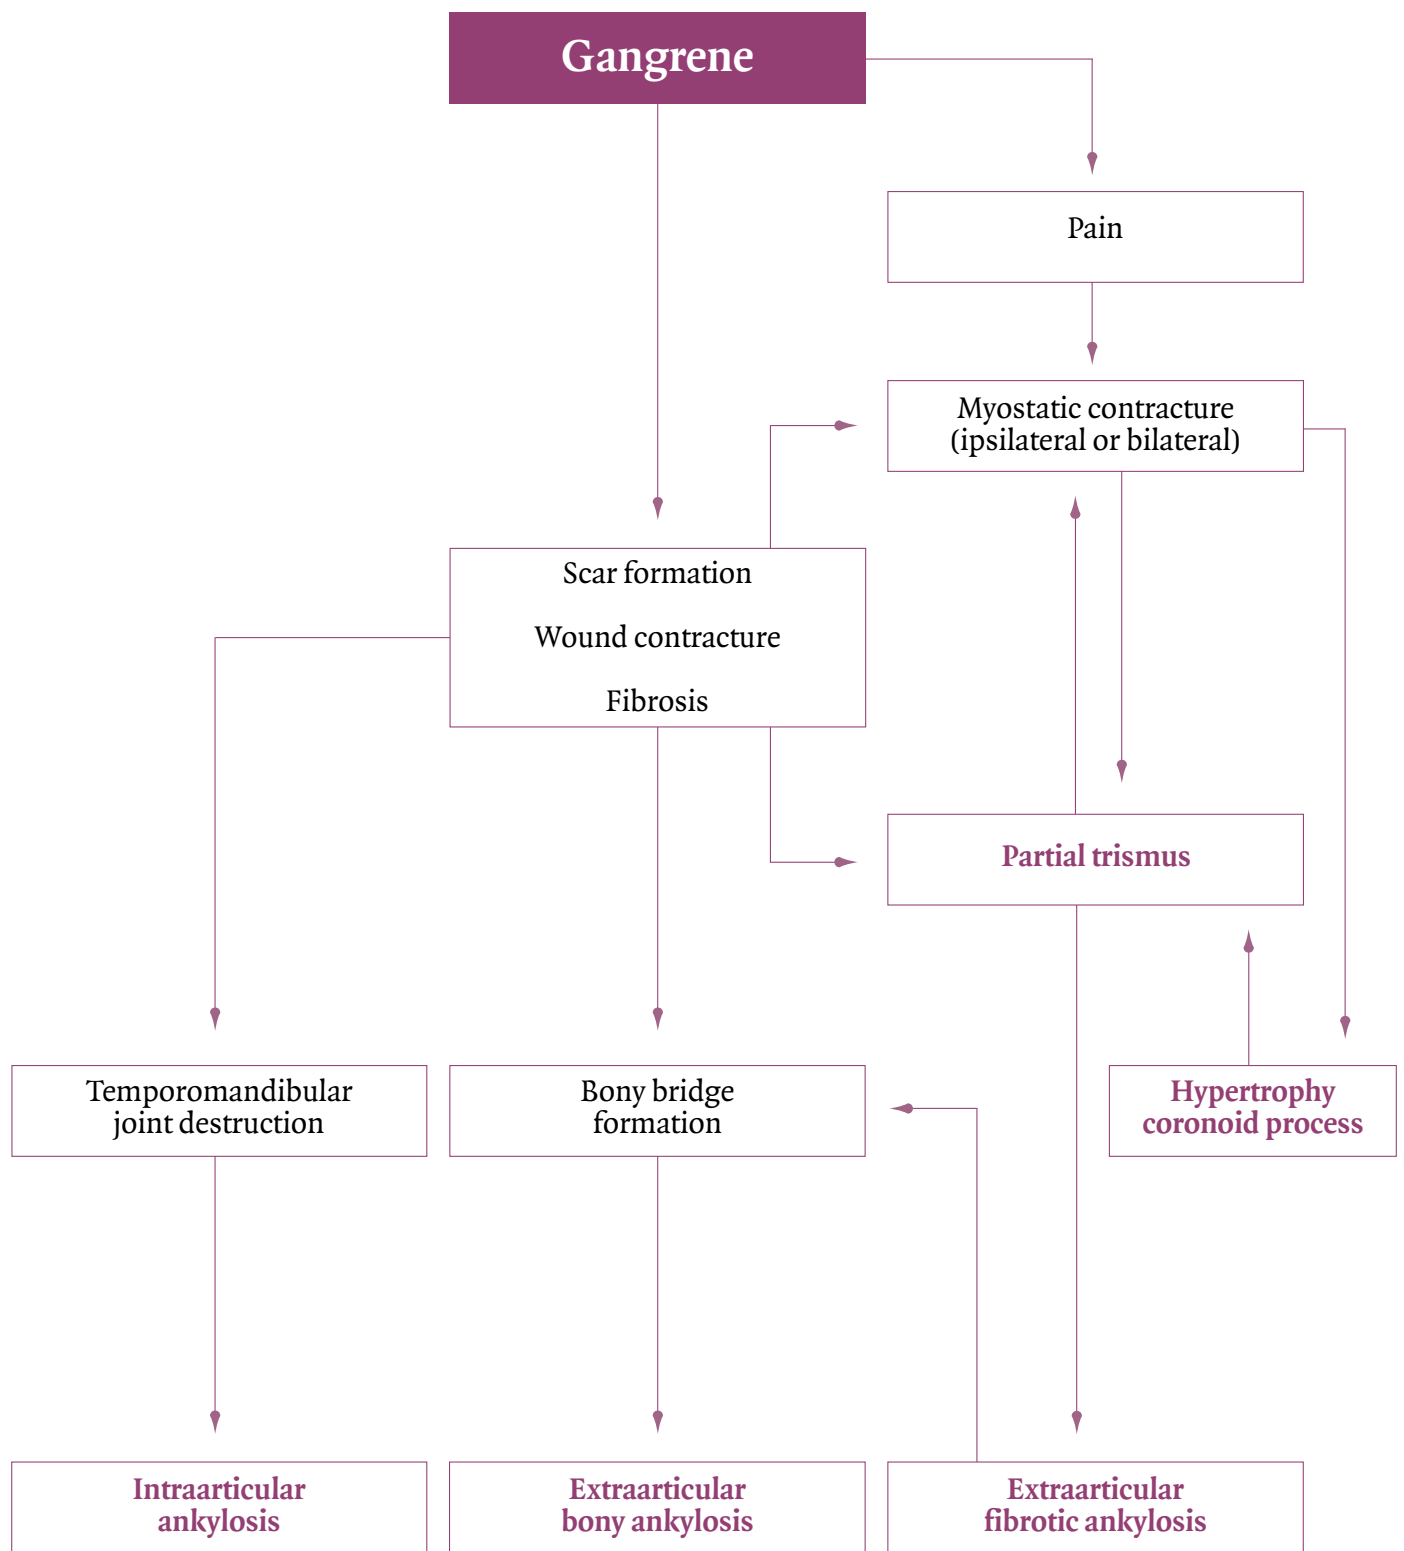 Gangrene
Pain
Myostatic contracture
(ipsilateral or bilateral)
Scar formation
Wound contracture
Fibrosis
Partial trismus
Temporomandibular
joint destruction
Bony bridge
formation
Hypertrophy
coronoid process
Intraarticular
ankylosis
Extraarticular
bony ankylosis
Extraarticular
fibrotic ankylosis